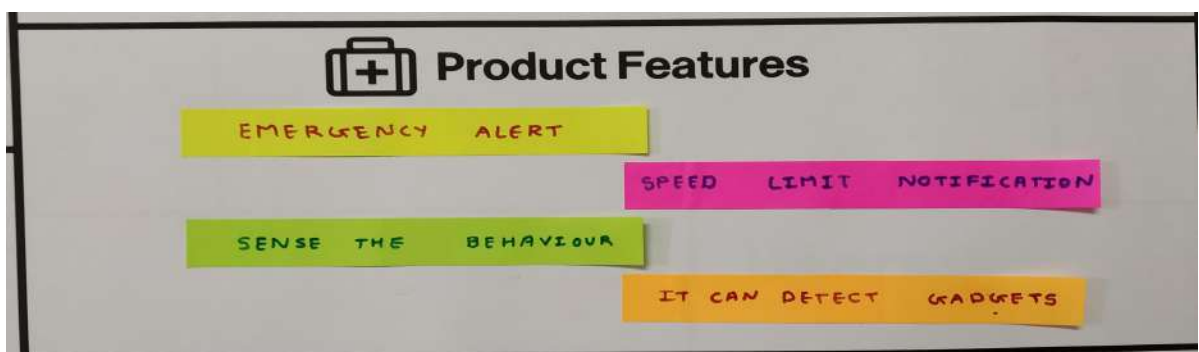 Product Features
EMERGENCY ALERT
SPEED LIMIT NOTIFICATION
SENSE THE BEHAVIOUR
IT CAN DETECT GADGETS